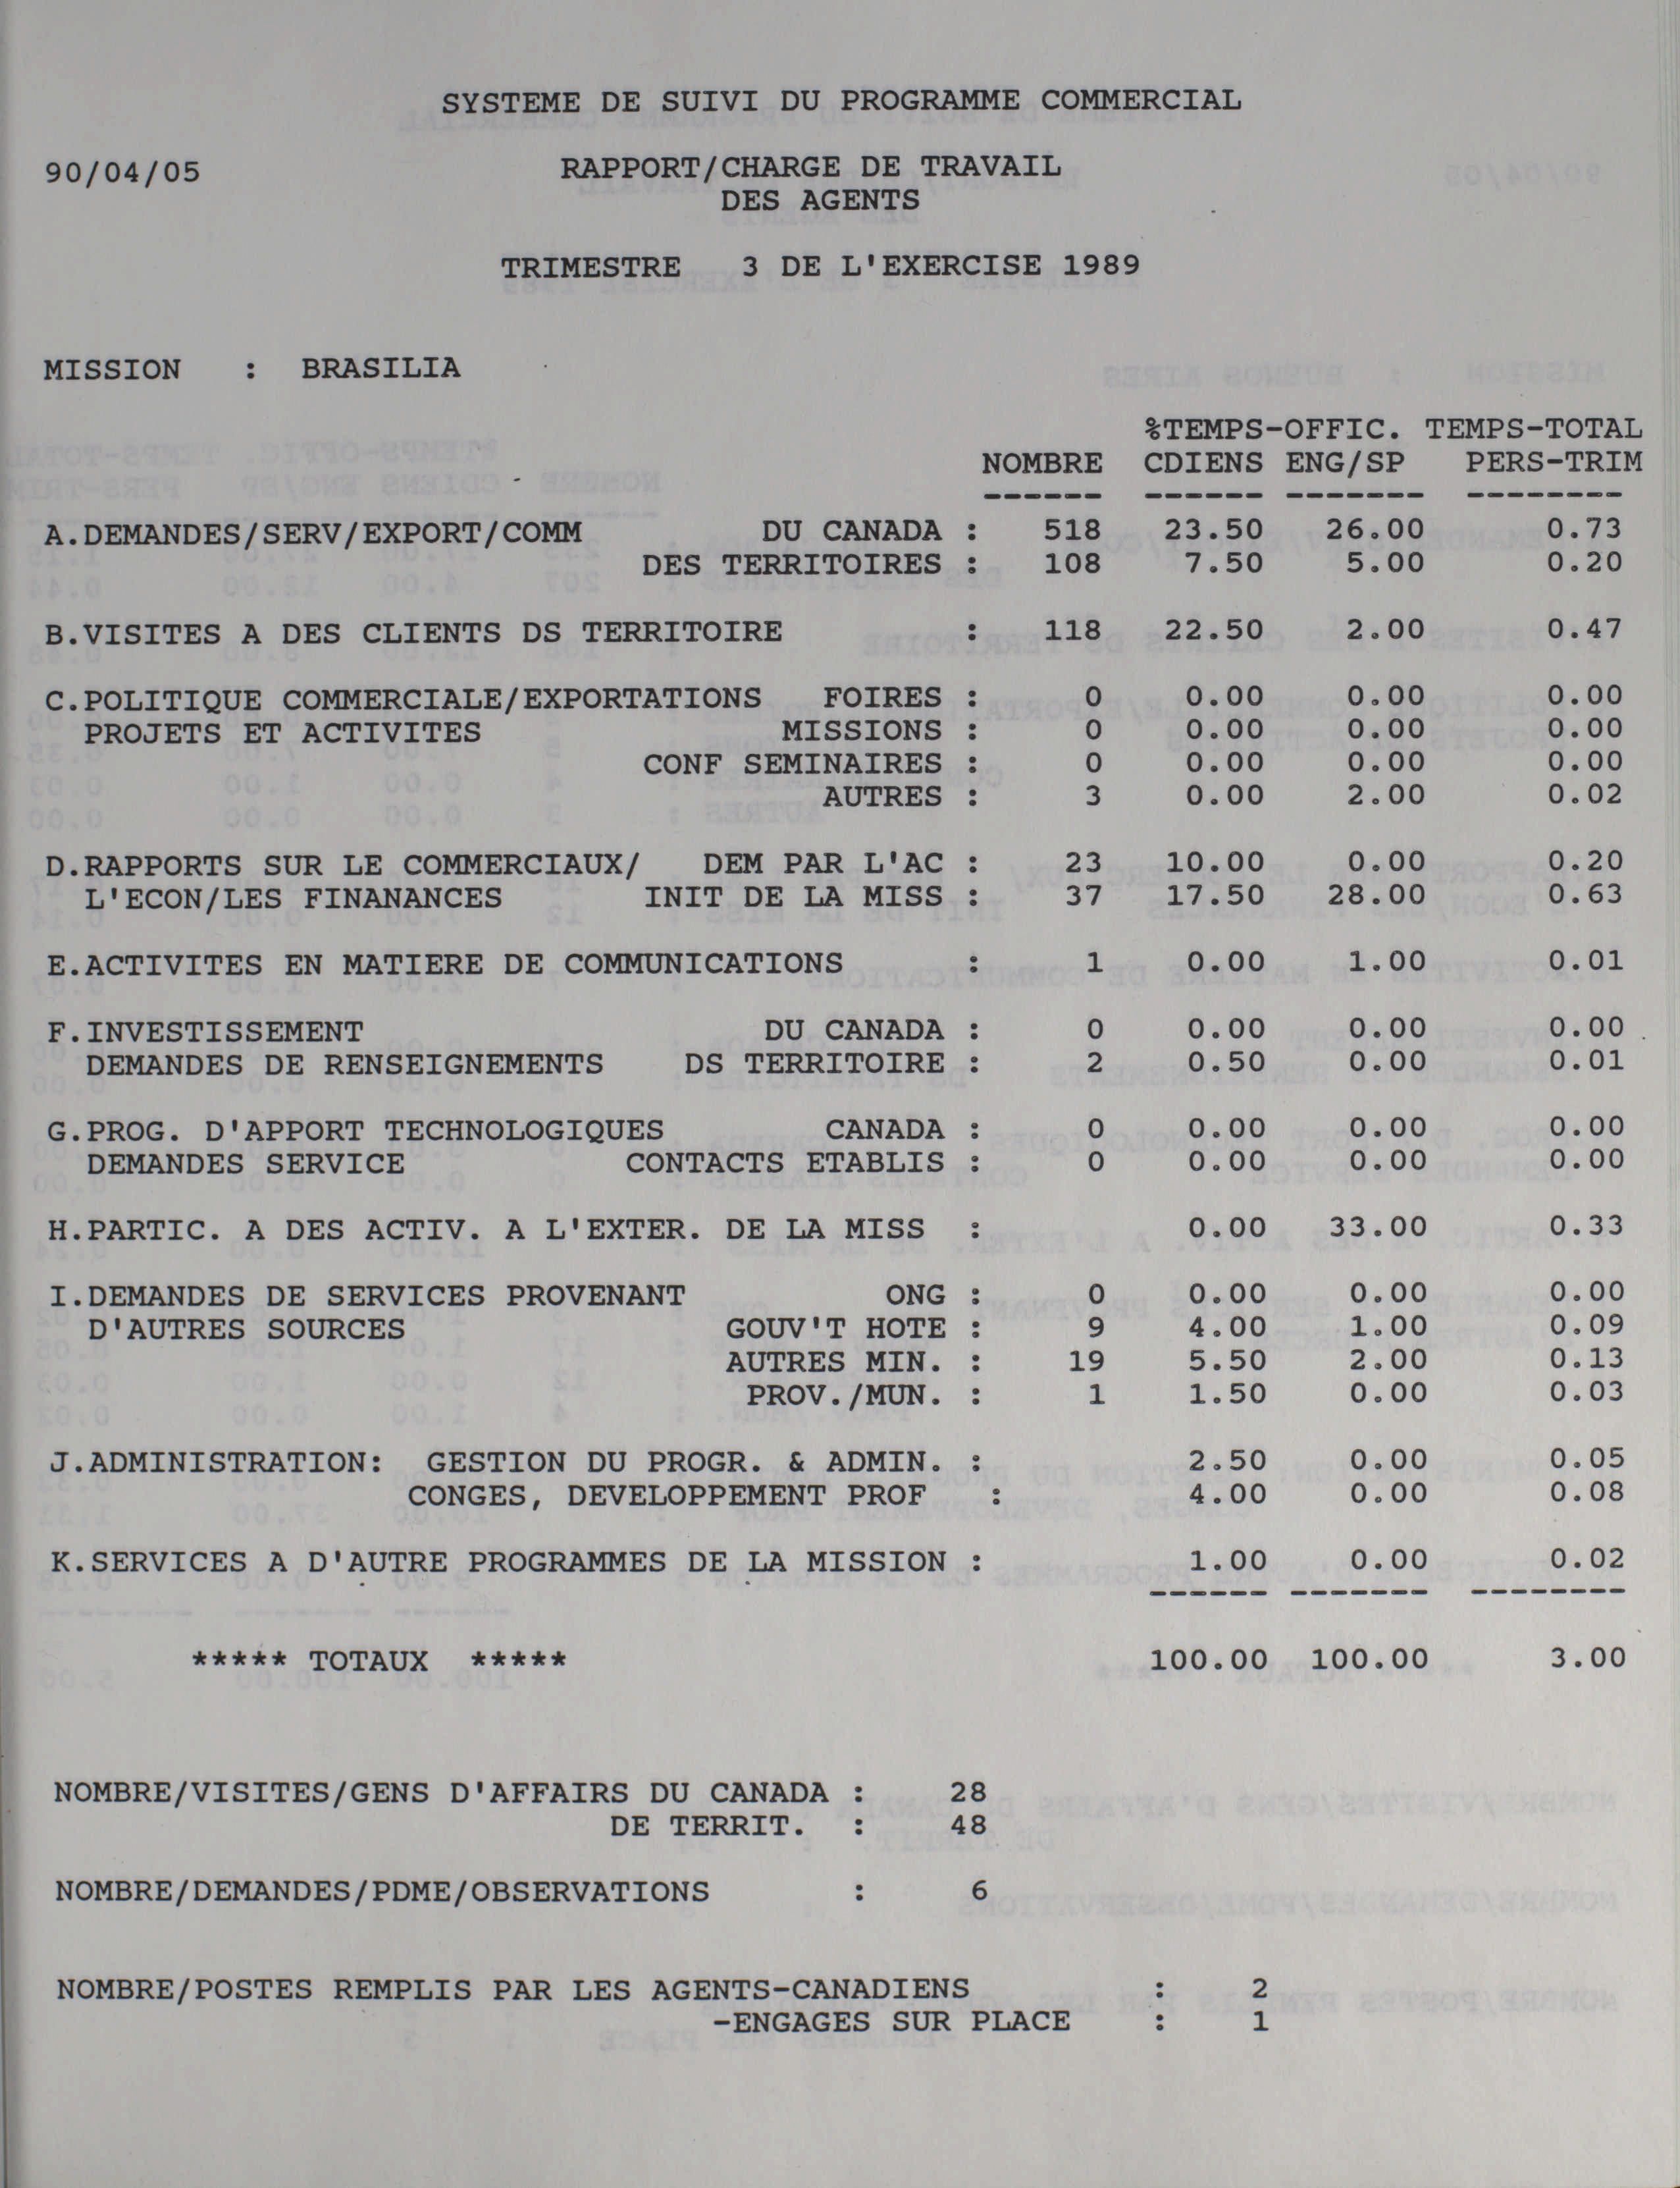 SYSTEME DE SUIVI DU PROGRAMME COMMERCIAL
90/04/05 RAPPORT/CHARGE DE TRAVAIL
DES AGENTS
TRIMESTRE 3 DE L'EXERCISE 1989
MISSION : BRASILIA
%TEMPS-OFFIC. TEMPS-TOTAL
NOMBRE CDIENS ENG/SP PERS-TRIM
------ ------ ------- --------
A.DEMANDES/SERV/EXPORT/COMM DU CANADA : 518 23.50 26.00 0.73
DES TERRITOIRES : 108 7.50 5.00 0.20
B.VISITES A DES CLIENTS DS TERRITOIRE : 118 22.50 2.00 0.47
C.POLITIQUE COMMERCIALE/EXPORTATIONS FOIRES : 0 0.00 0.00 0.00
PROJETS ET ACTIVITES MISSIONS : 0 0.00 0.00 0.00
CONF SEMINAIRES : 0 0.00 0.00 0.00
AUTRES : 3 0.00 2.00 0.02
D.RAPPORTS SUR LE COMMERCIAUX/ DEM PAR L'AC : 23 10.00 0.00 0.20
L'ECON/LES FINANANCES INIT DE LA MISS : 37 17.50 28.00 0.63
E.ACTIVITES EN MATIERE DE COMMUNICATIONS : 1 0.00 1.00 0.01
F.INVESTISSEMENT DU CANADA : 0 0.00 0.00 0.00
DEMANDES DE RENSEIGNEMENTS DS TERRITOIRE : 2 0.50 0.00 0.01
G.PROG. D'APPORT TECHNOLOGIQUES CANADA : 0 0.00 0.00 0.00
DEMANDES SERVICE CONTACTS ETABLIS : 0 0.00 0.00 0.00
H.PARTIC. A DES ACTIV. A L'EXTER. DE LA MISS : 0.00 33.00 0.33
I.DEMANDES DE SERVICES PROVENANT ONG : 0 0.00 0.00 0.00
D'AUTRES SOURCES GOUV'T HOTE : 9 4.00 1.00 0.09
AUTRES MIN. : 19 5.50 2.00 0.13
PROV./MUN. : 1 1.50 0.00 0.03
J.ADMINISTRATION: GESTION DU PROGR. & ADMIN. : 2.50 0.00 0.05
CONGES, DEVELOPPEMENT PROF : 4.00 0.00 0.08
K.SERVICES A D'AUTRE PROGRAMMES DE LA MISSION : 1.00 0.00 0.02
------ ------- --------
***** TOTAUX ***** 100.00 100.00 3.00
NOMBRE/VISITES/GENS D'AFFAIRS DU CANADA : 28
DE TERRIT. : 48
NOMBRE/DEMANDES/PDME/OBSERVATIONS : 6
NOMBRE/POSTES REMPLIS PAR LES AGENTS-CANADIENS : 2
-ENGAGES SUR PLACE : 1